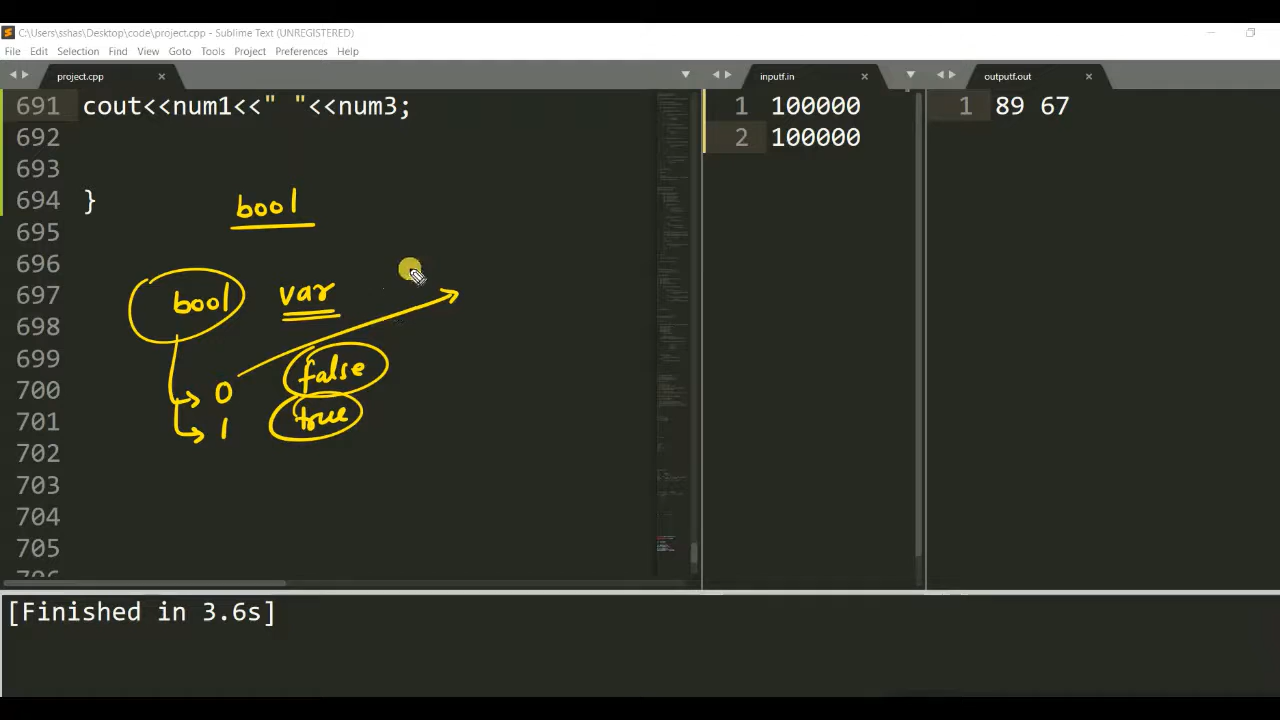 C:\Users\sshas\Desktop\code\project.cpp - Sublime Text (UNREGISTERED)
File Edit Selection Find View Goto Tools Project Preferences Help
project.cpp
inputf.in
outputf.out
691 cout<<num1<<" "<<num3;
692
693
694 }
695
696
697
698
699
700
701
702
703
704
705
1 100000
2 100000
1 89 67
bool
bool var
0 false
1 true
[Finished in 3.6s]